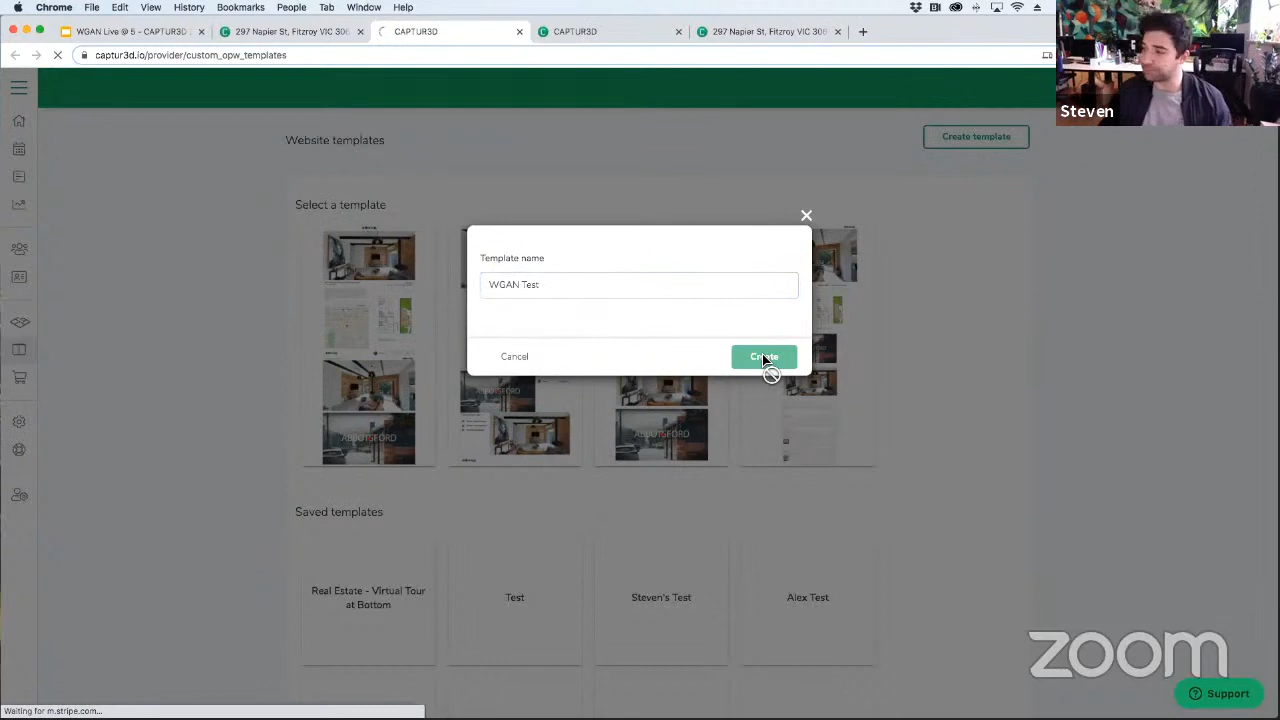 Chrome File Edit View History Bookmarks People Tab Window Help
WGAN Live @ 5 - CAPTUR3D
297 Napier St, Fitzroy VIC 306
CAPTUR3D
CAPTUR3D
297 Napier St, Fitzroy VIC 306
captur3d.io/provider/custom_opw_templates
Steven
Website templates
Create template
Select a template
Template name
WGAN Test
Cancel
Create
ABBOTSFORD
ABBOTSFORD
ABBOTSFORD
Saved templates
Real Estate - Virtual Tour
at Bottom
Test
Steven's Test
Alex Test
zoom
Support
Waiting for m.stripe.com...